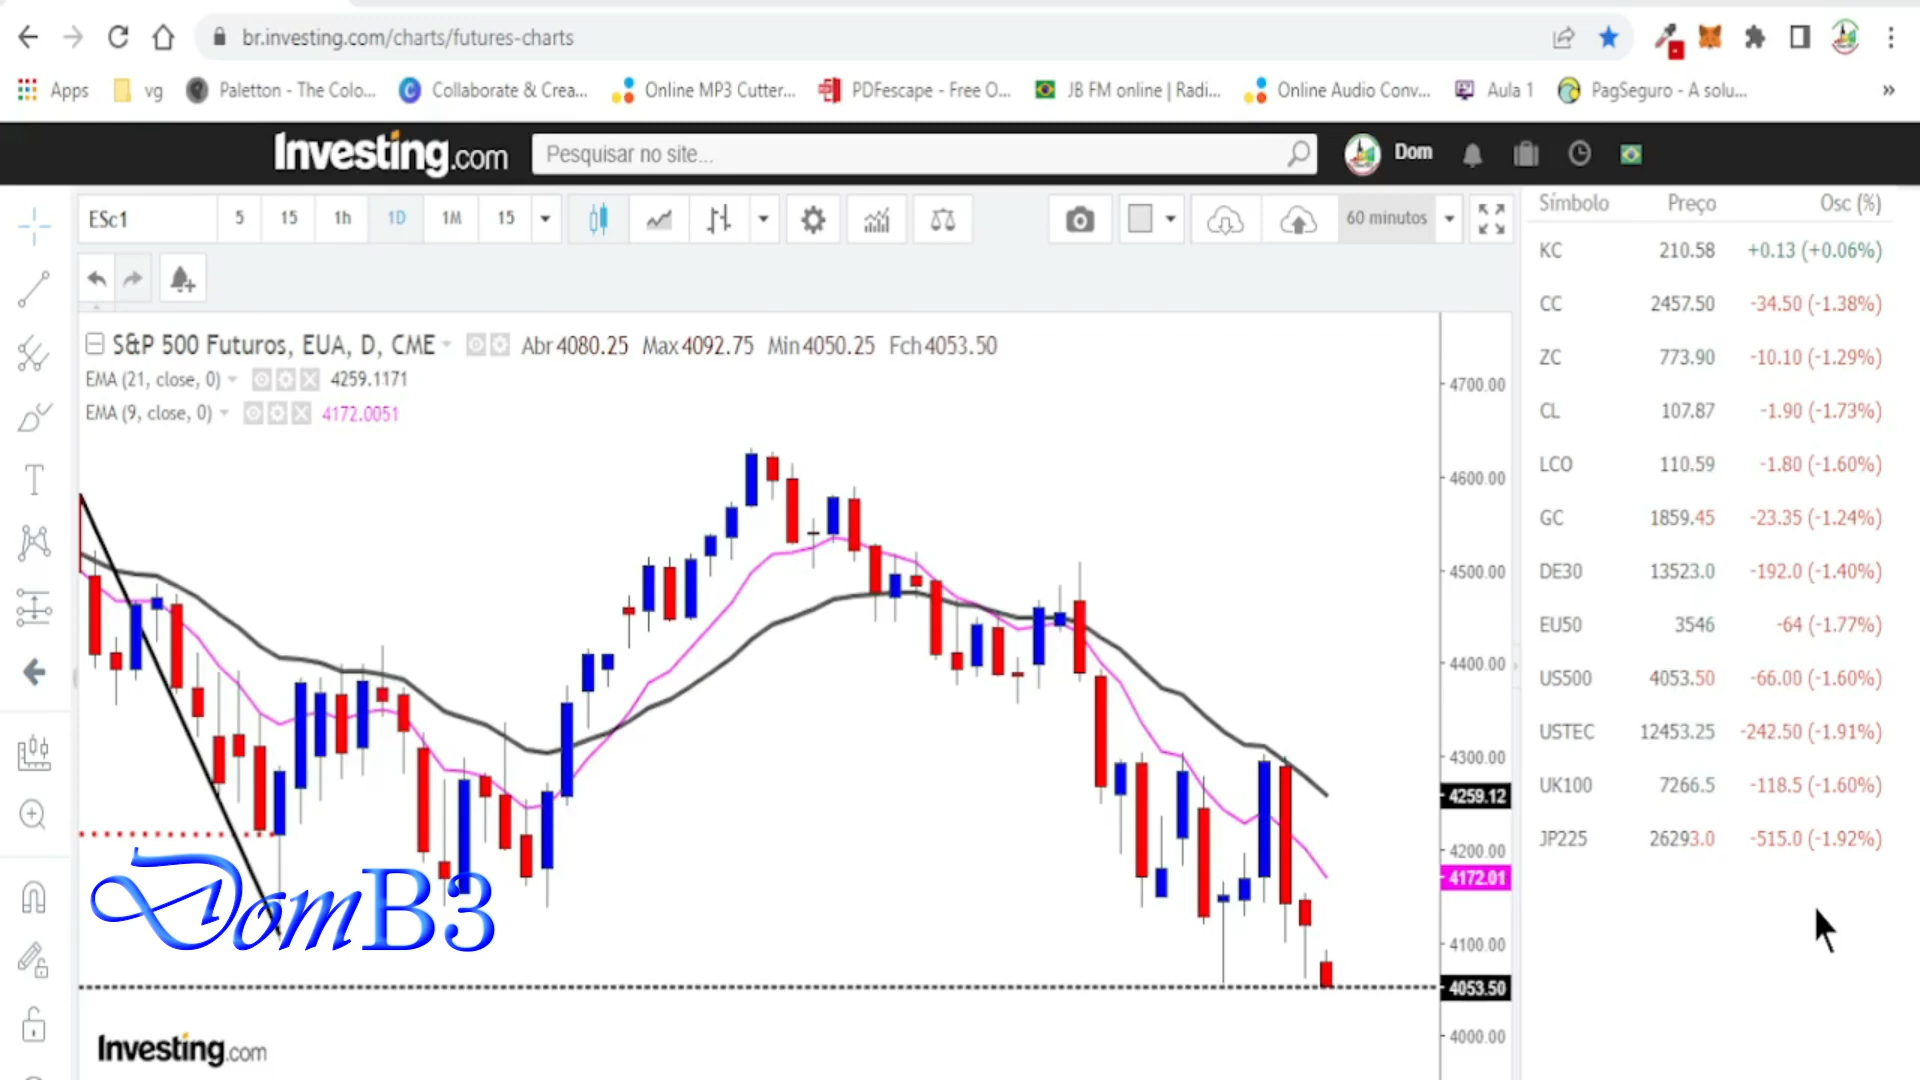 br.investing.com/charts/futures-charts
Apps vg Paletton - The Colo... Collaborate & Crea... Online MP3 Cutter... PDFescape - Free O... JB FM online | Radi... Online Audio Conv... Aula 1 PagSeguro - A solu... »
Investing.com Pesquisar no site... Dom
ESc1 5 15 1h 1D 1M 15 60 minutos
Símbolo Preço Osc (%)
KC 210.58 +0.13 (+0.06%)
CC 2457.50 -34.50 (-1.38%)
ZC 773.90 -10.10 (-1.29%)
CL 107.87 -1.90 (-1.73%)
LCO 110.59 -1.80 (-1.60%)
GC 1859.45 -23.35 (-1.24%)
DE30 13523.0 -192.0 (-1.40%)
EU50 3546 -64 (-1.77%)
US500 4053.50 -66.00 (-1.60%)
USTEC 12453.25 -242.50 (-1.91%)
UK100 7266.5 -118.5 (-1.60%)
JP225 26293.0 -515.0 (-1.92%)
S&P 500 Futuros, EUA, D, CME Abr 4080.25 Max 4092.75 Min 4050.25 Fch 4053.50
EMA (21, close, 0) 4259.1171
EMA (9, close, 0) 4172.0051
4700.00
4600.00
4500.00
4400.00
4300.00
4259.12
4200.00
4172.01
4100.00
4053.50
4000.00
DomB3
Investing.com